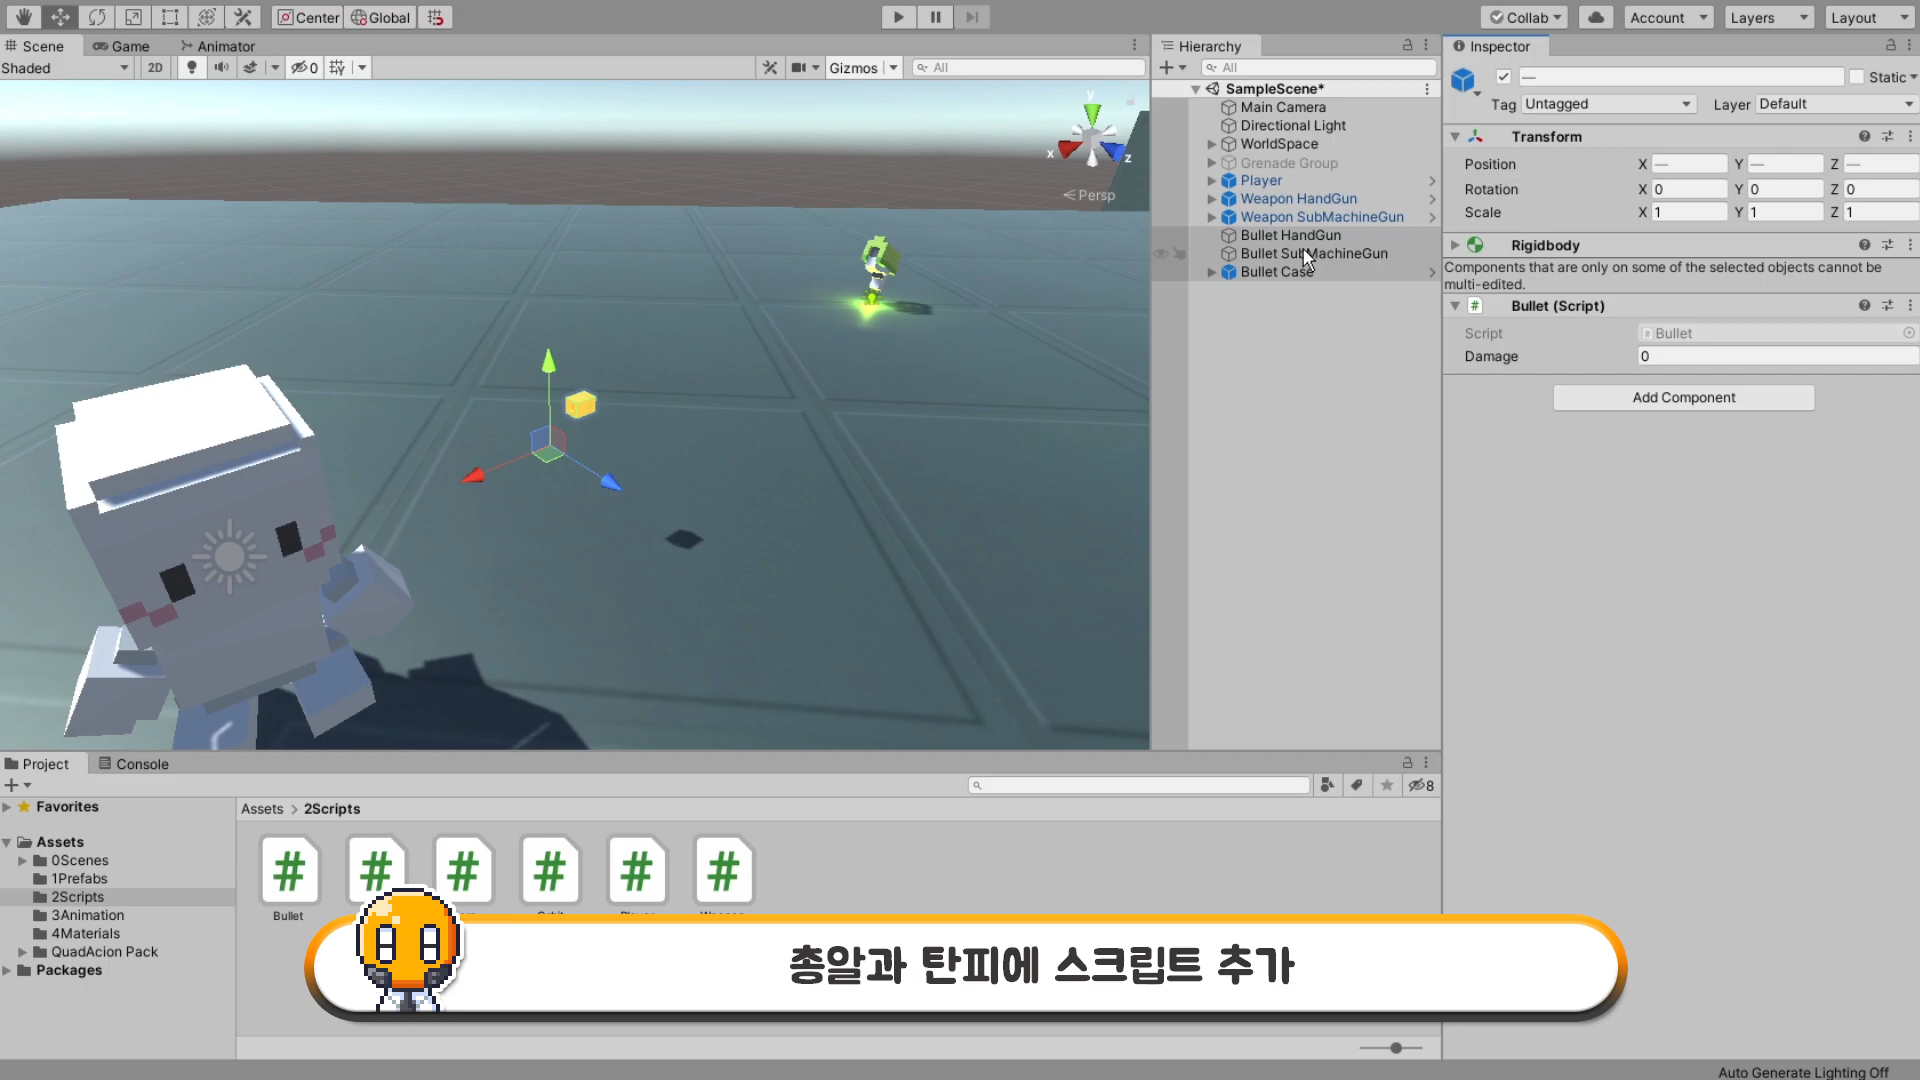 Center
Global
Collab
Account
Layers
Layout
Scene
Game
Animator
Shaded
2D
0
Gizmos
All
y
x
z
Persp
Hierarchy
All
SampleScene*
Main Camera
Directional Light
WorldSpace
Grenade Group
Player
Weapon HandGun
Weapon SubMachineGun
Bullet HandGun
Bullet SubMachineGun
Bullet Case
Inspector
—
Static
Tag Untagged
Layer Default
Transform
Position X — Y — Z —
Rotation X 0 Y 0 Z 0
Scale X 1 Y 1 Z 1
Rigidbody
Components that are only on some of the selected objects cannot be
multi-edited.
Bullet (Script)
Script Bullet
Damage 0
Add Component
Project
Console
8
Favorites
Assets
0Scenes
1Prefabs
2Scripts
3Animation
4Materials
QuadAcion Pack
Packages
Assets > 2Scripts
Bullet
총알과 탄피에 스크립트 추가
Auto Generate Lighting Off